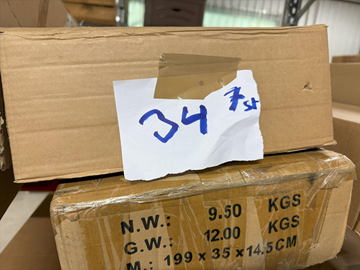 34 7st
N.W.: 9.50 KGS
G.W.: 12.00 KGS
M.: 199 x 35 x 14.5CM